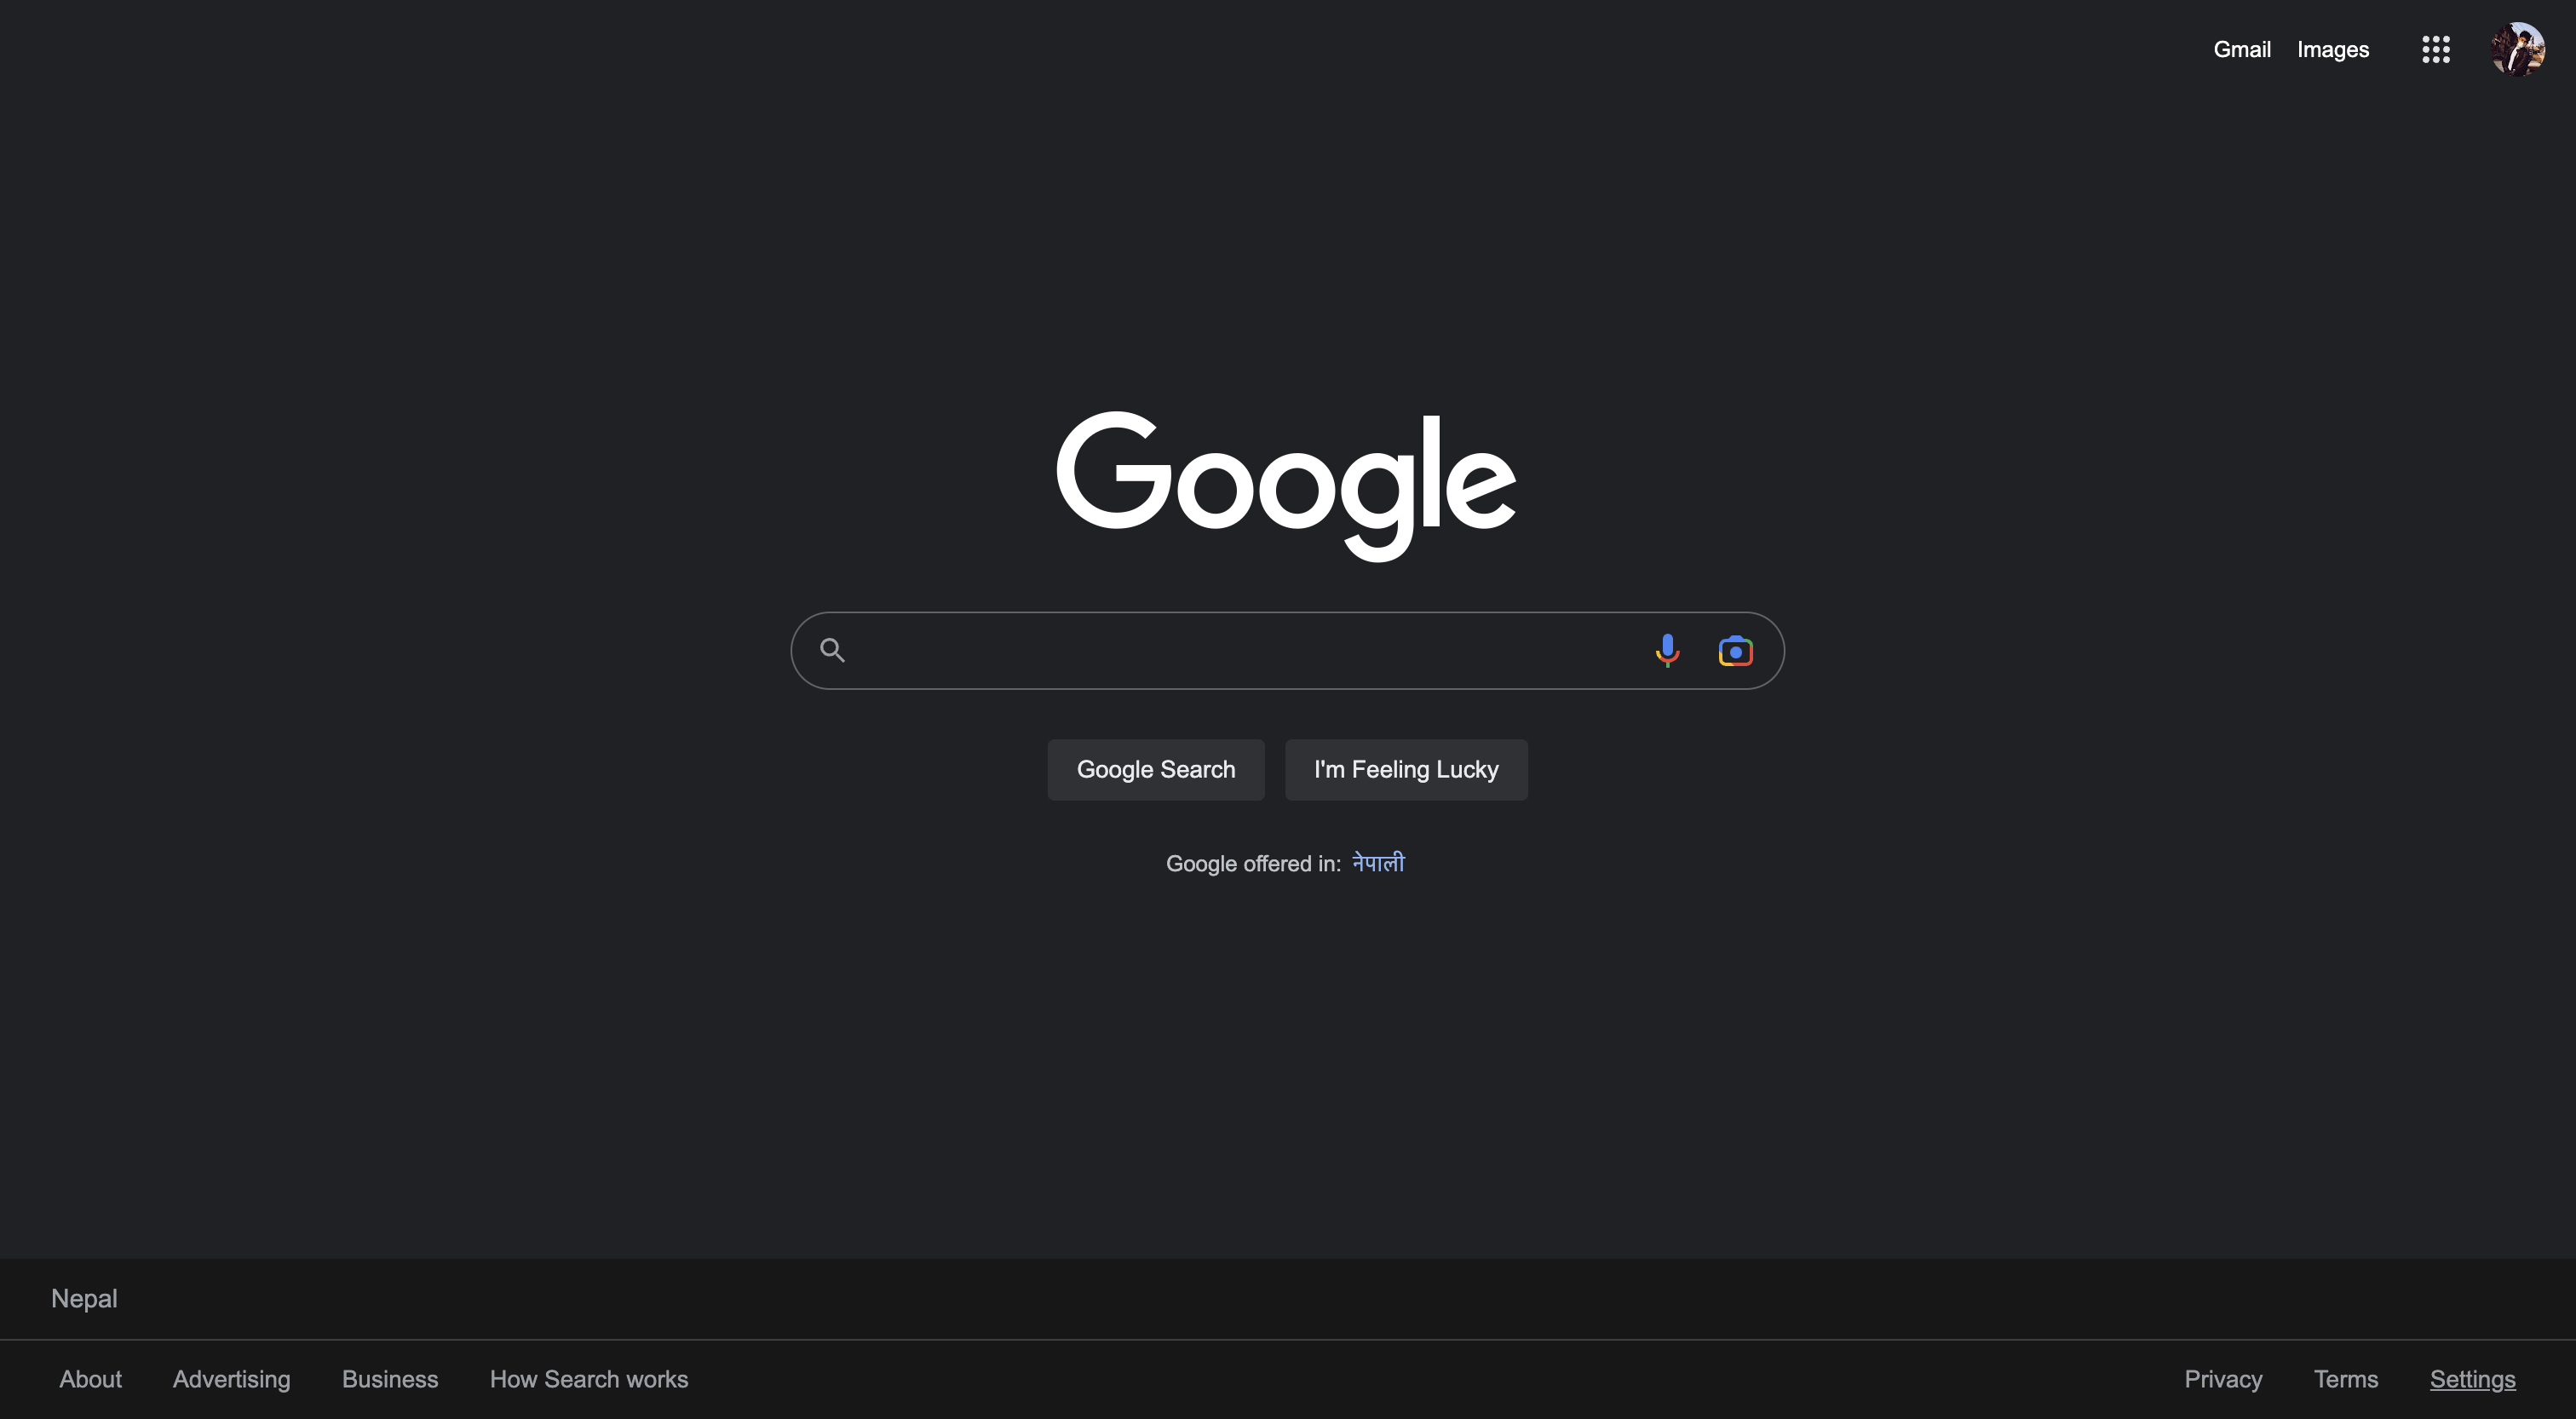 Gmail Images
Google
Google Search I'm Feeling Lucky
Google offered in: नेपाली
Nepal
About Advertising Business How Search works Privacy Terms Settings